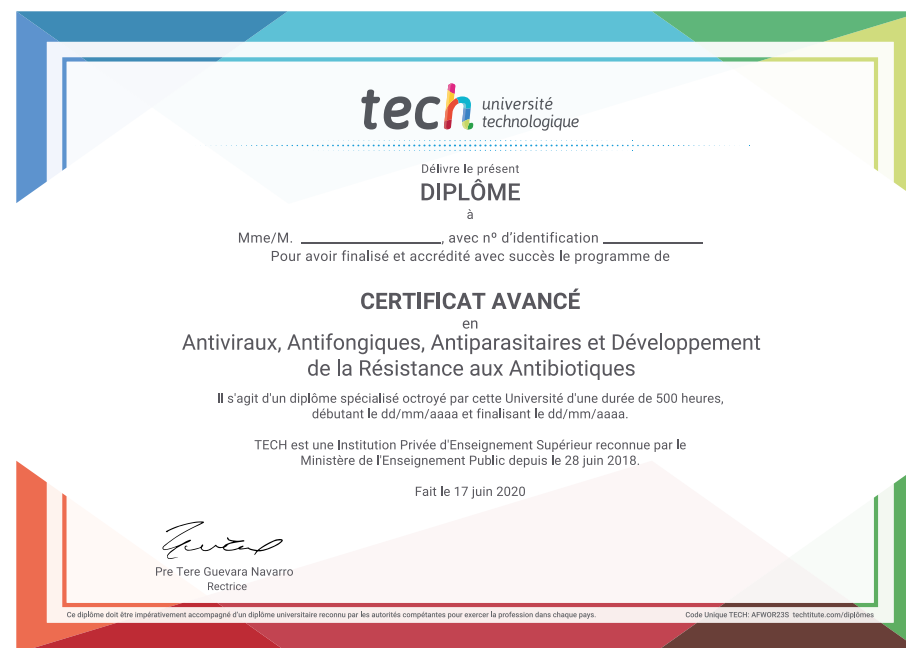 tech université
technologique
Délivre le présent
DIPLÔME
à
Mme/M. ____________________, avec nº d'identification ______________
Pour avoir finalisé et accrédité avec succès le programme de
CERTIFICAT AVANCÉ
en
Antiviraux, Antifongiques, Antiparasitaires et Développement
de la Résistance aux Antibiotiques
Il s'agit d'un diplôme spécialisé octroyé par cette Université d'une durée de 500 heures,
débutant le dd/mm/aaaa et finalisant le dd/mm/aaaa.
TECH est une Institution Privée d'Enseignement Supérieur reconnue par le
Ministère de l'Enseignement Public depuis le 28 juin 2018.
Fait le 17 juin 2020
Pre Tere Guevara Navarro
Rectrice
Ce diplôme doit être impérativement accompagné d'un diplôme universitaire reconnu par les autorités compétantes pour exercer la profession dans chaque pays.
Code Unique TECH: AFWOR23S techtitute.com/diplômes